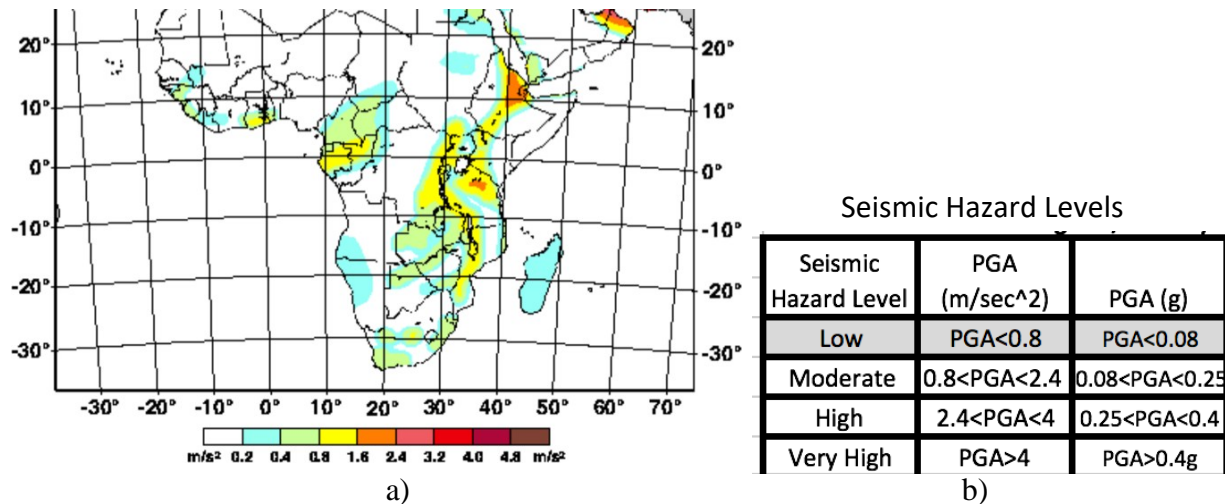 20°
10°
0°
-10°
-20°
-30°
20°
10°
0°
-10°
-20°
-30°
-30° -20° -10° 0° 10° 20° 30° 40° 50° 60° 70°
m/s² 0.2 0.4 0.8 1.6 2.4 3.2 4.0 4.8 m/s²
a)
Seismic Hazard Levels
Seismic Hazard Level PGA (m/sec^2) PGA (g)
Low PGA<0.8 PGA<0.08
Moderate 0.8<PGA<2.4 0.08<PGA<0.25
High 2.4<PGA<4 0.25<PGA<0.4
Very High PGA>4 PGA>0.4g
b)